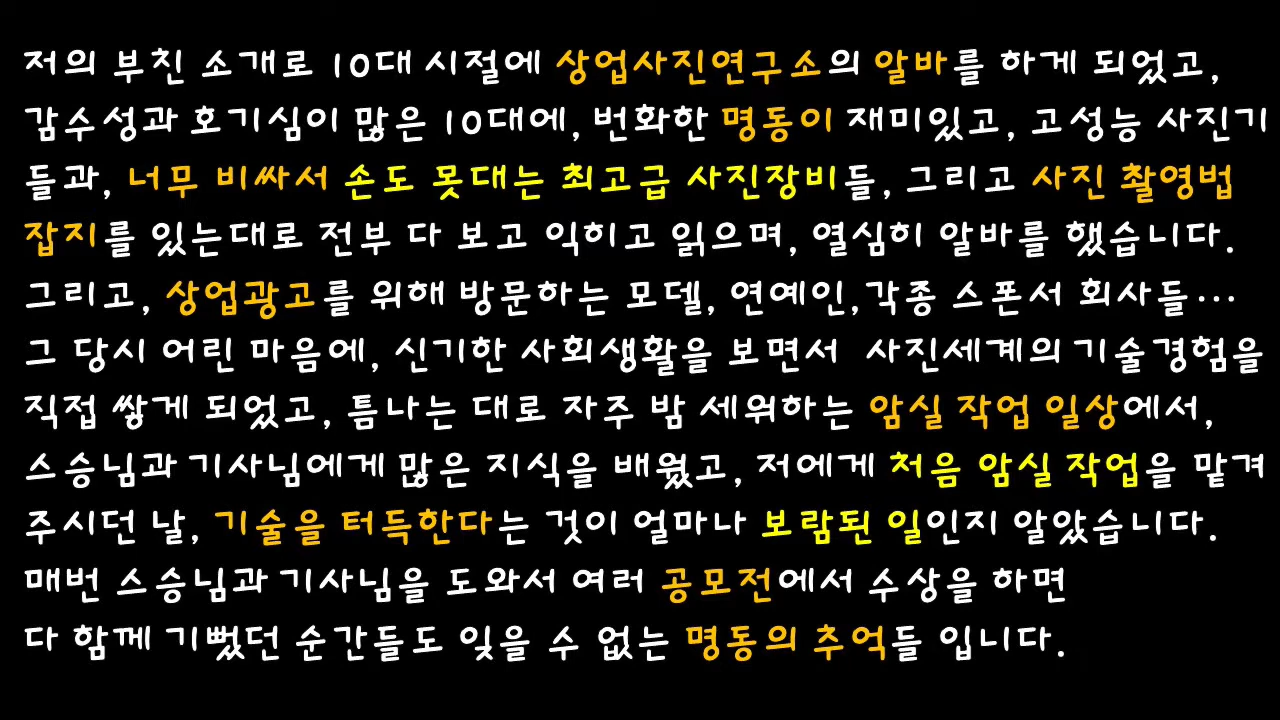 저의 부친 소개로 10대 시절에 상업사진연구소의 알바를 하게 되었고,
감수성과 호기심이 많은 10대에, 번화한 명동이 재미있고, 고성능 사진기
들과, 너무 비싸서 손도 못대는 최고급 사진장비들, 그리고 사진 촬영법
잡지를 있는대로 전부 다 보고 익히고 읽으며, 열심히 알바를 했습니다.
그리고, 상업광고를 위해 방문하는 모델, 연예인,각종 스폰서 회사들…
그 당시 어린 마음에, 신기한 사회생활을 보면서 사진세계의 기술경험을
직접 쌓게 되었고, 틈나는 대로 자주 밤 세워하는 암실 작업 일상에서,
스승님과 기사님에게 많은 지식을 배웠고, 저에게 처음 암실 작업을 맡겨
주시던 날, 기술을 터득한다는 것이 얼마나 보람된 일인지 알았습니다.
매번 스승님과 기사님을 도와서 여러 공모전에서 수상을 하면
다 함께 기뻤던 순간들도 잊을 수 없는 명동의 추억들 입니다.